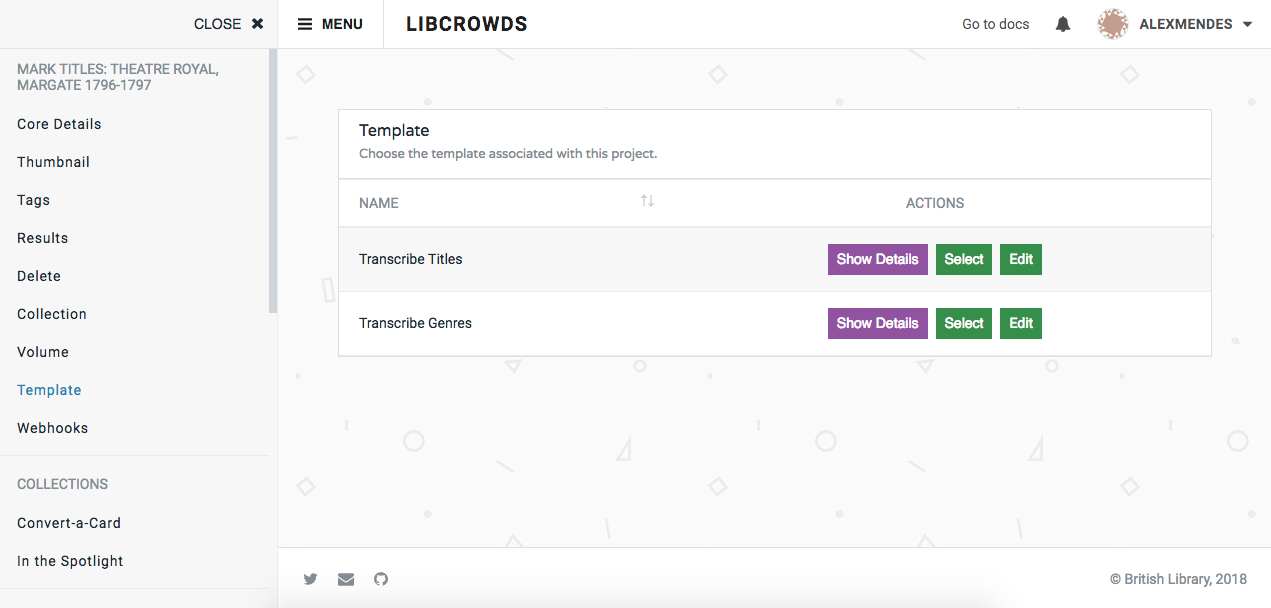 CLOSE
MENU
LIBCROWDS
Go to docs
ALEXMENDES
MARK TITLES: THEATRE ROYAL,
MARGATE 1796-1797
Core Details
Thumbnail
Tags
Results
Delete
Collection
Volume
Template
Webhooks
COLLECTIONS
Convert-a-Card
In the Spotlight
Template
Choose the template associated with this project.
NAME ACTIONS
Transcribe Titles Show Details Select Edit
Transcribe Genres Show Details Select Edit
© British Library, 2018